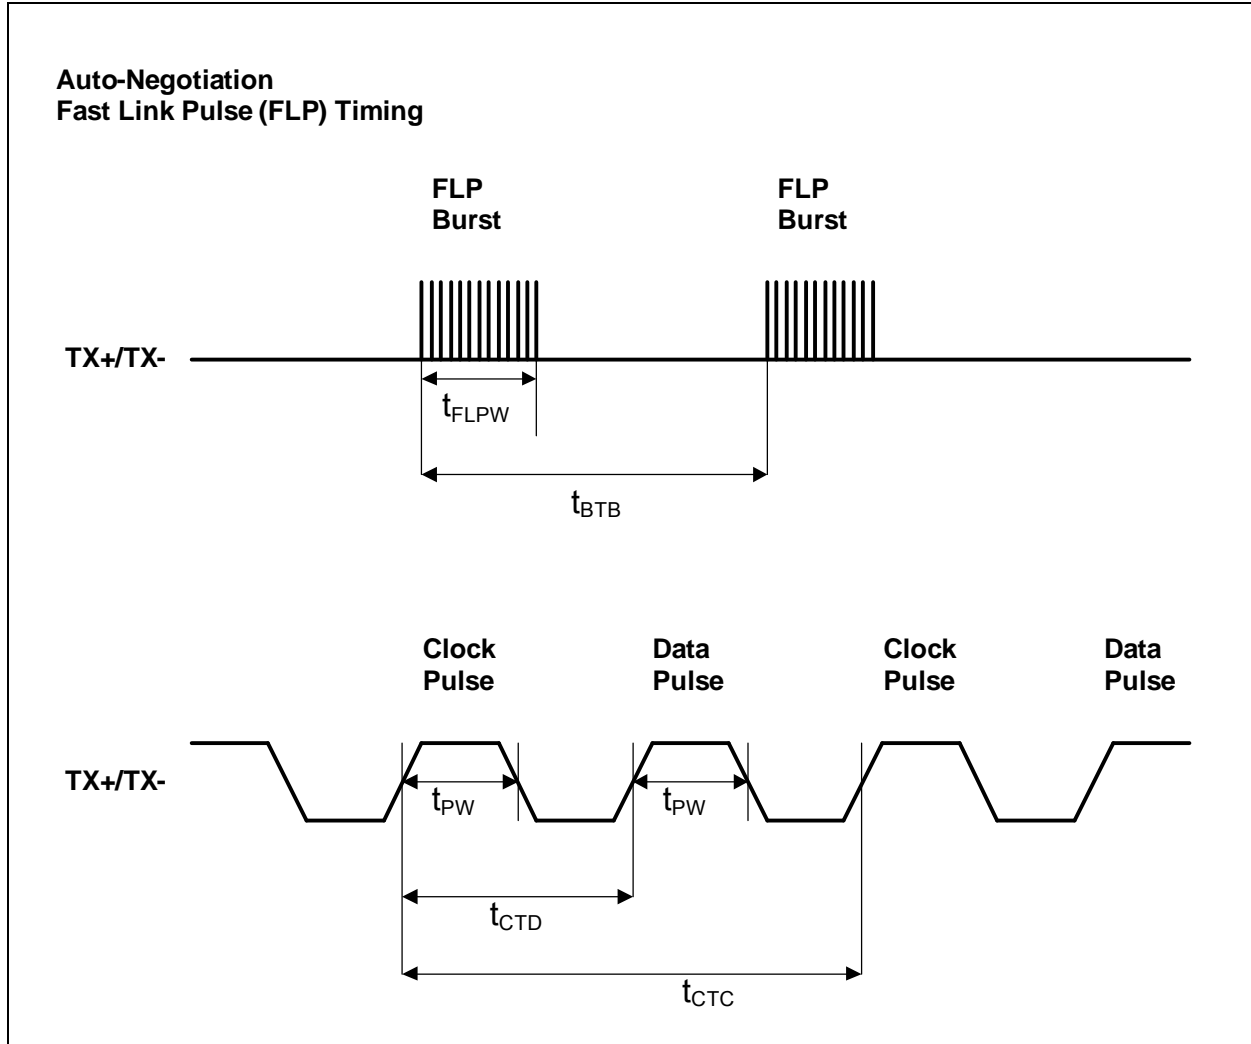 Auto-Negotiation
Fast Link Pulse (FLP) Timing
FLP
Burst
FLP
Burst
TX+/TX-
tFLPW
tBTB
Clock
Pulse
Data
Pulse
Clock
Pulse
Data
Pulse
TX+/TX-
tPW
tPW
tCTD
tCTC